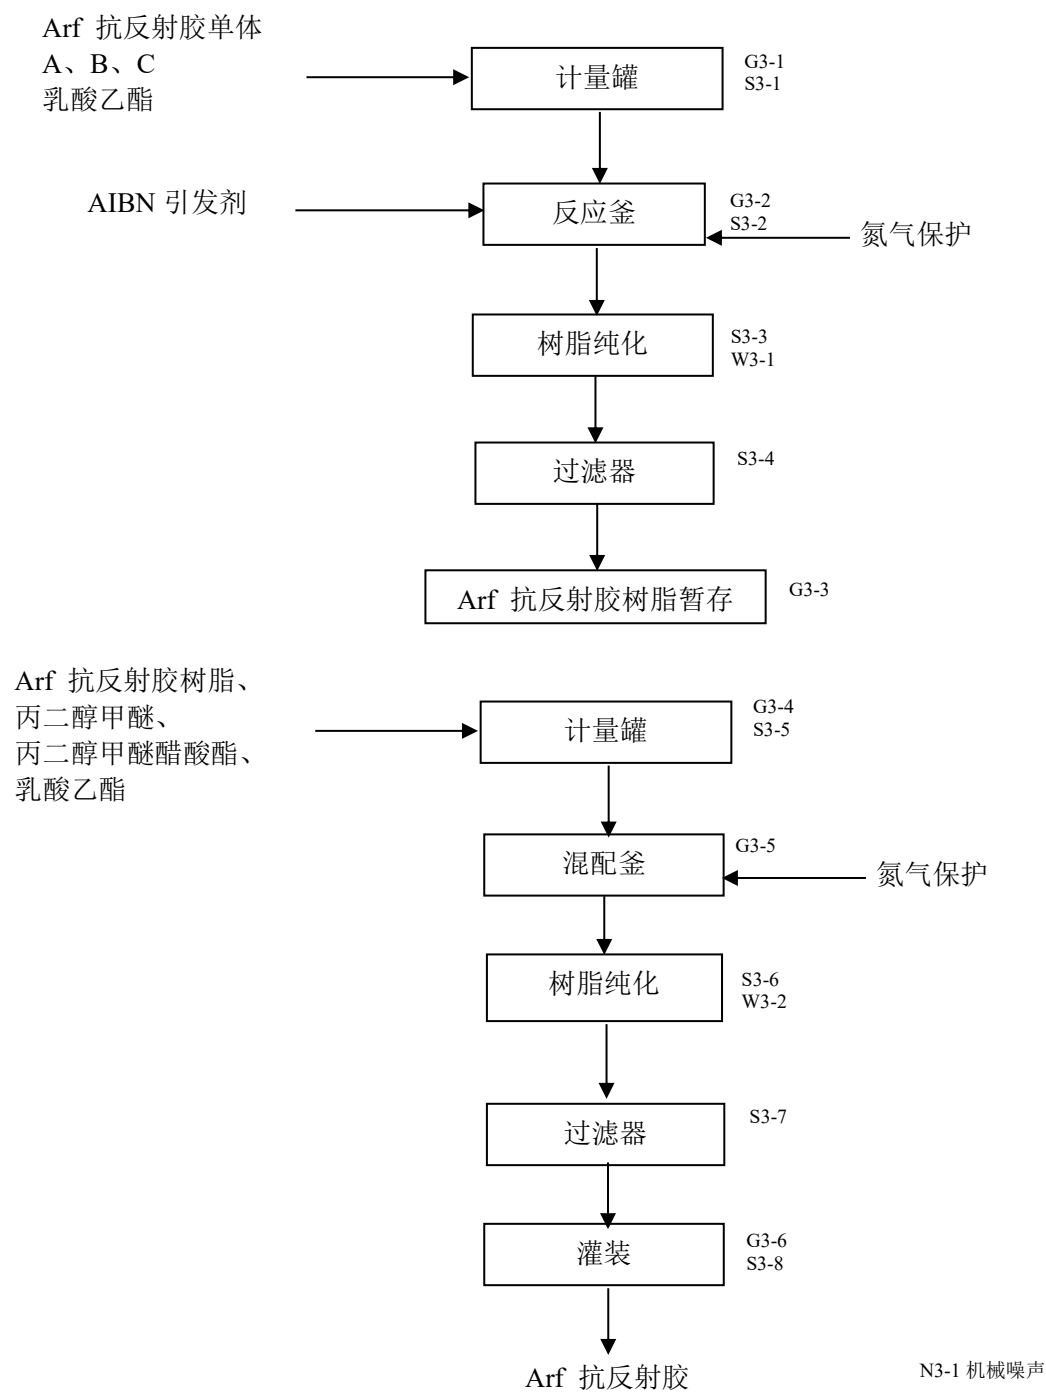 Arf 抗反射胶单体
A、B、C
乳酸乙酯
计量罐
G3-1
S3-1
AIBN 引发剂
反应釜
G3-2
S3-2
氮气保护
树脂纯化
S3-3
W3-1
过滤器
S3-4
Arf 抗反射胶树脂暂存
G3-3
Arf 抗反射胶树脂、
丙二醇甲醚、
丙二醇甲醚醋酸酯、
乳酸乙酯
计量罐
G3-4
S3-5
混配釜
G3-5
氮气保护
树脂纯化
S3-6
W3-2
过滤器
S3-7
灌装
G3-6
S3-8
Arf 抗反射胶
N3-1 机械噪声